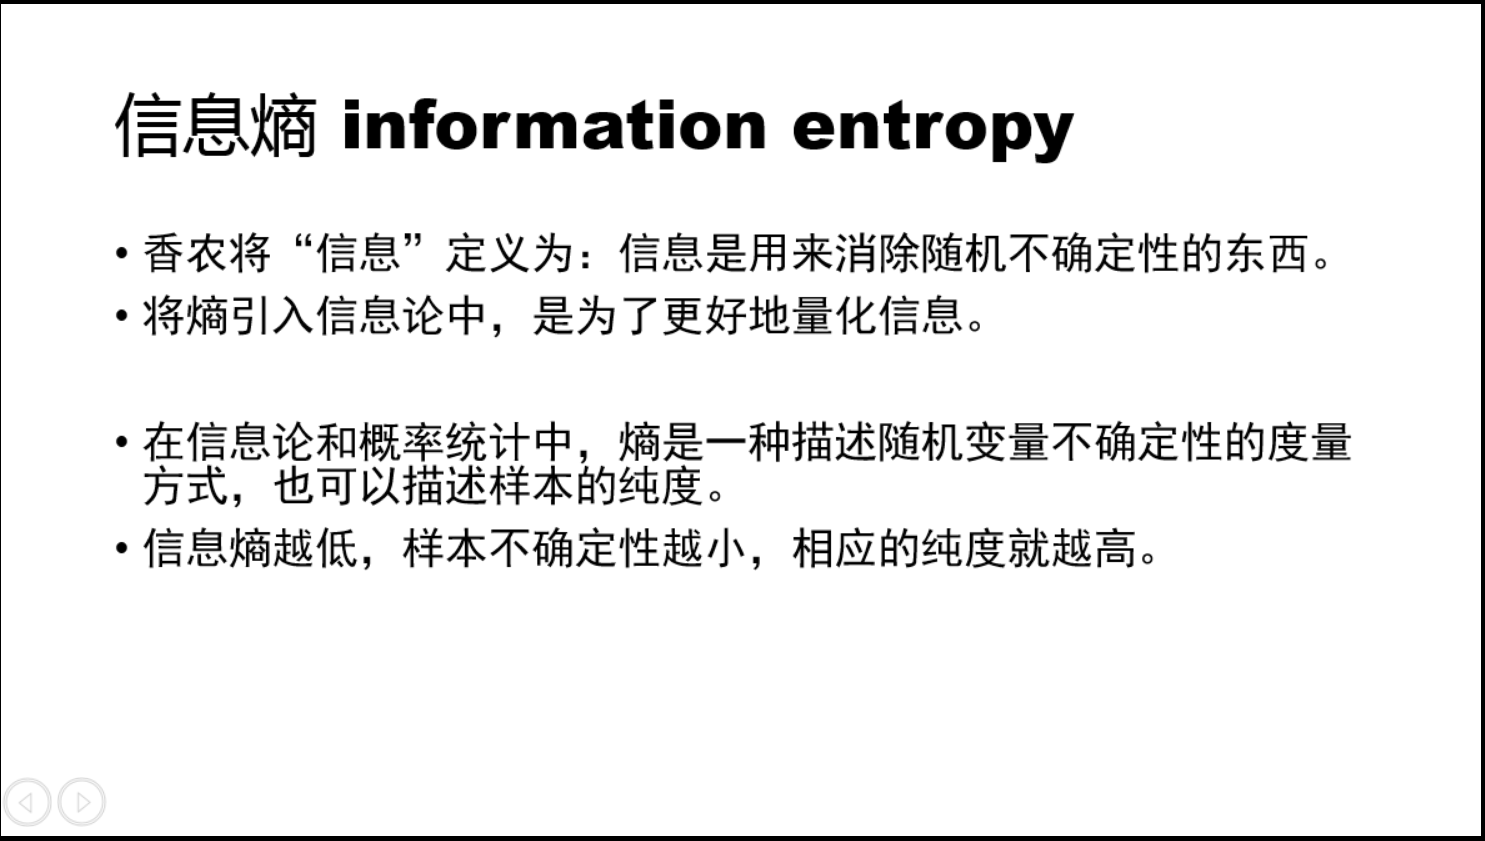 信息熵 information entropy
• 香农将“信息”定义为：信息是用来消除随机不确定性的东西。
• 将熵引入信息论中，是为了更好地量化信息。
• 在信息论和概率统计中，熵是一种描述随机变量不确定性的度量
方式，也可以描述样本的纯度。
• 信息熵越低，样本不确定性越小，相应的纯度就越高。